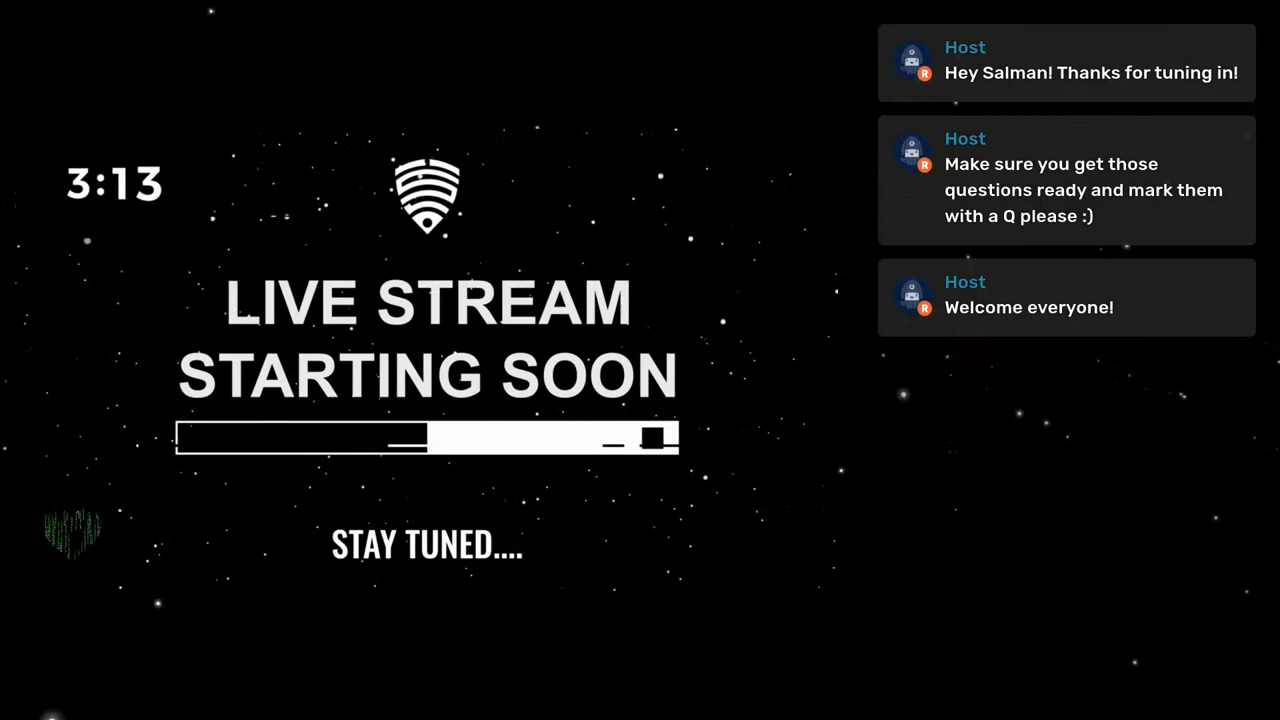 3:13
LIVE STREAM
STARTING SOON
STAY TUNED....
Host
R
Hey Salman! Thanks for tuning in!
Host
R
Make sure you get those
questions ready and mark them
with a Q please :)
Host
R
Welcome everyone!